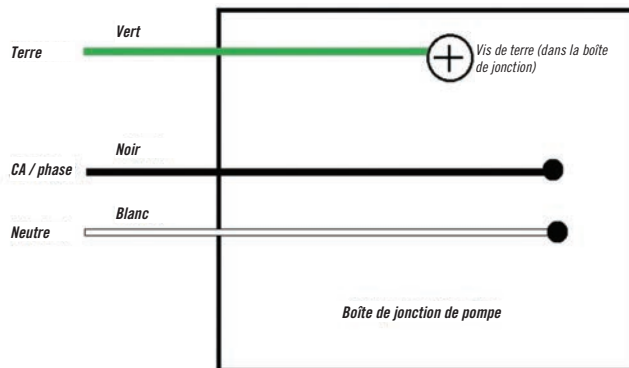 Vert
Terre
Vis de terre (dans la boîte
de jonction)
Noir
CA / phase
Blanc
Neutre
Boîte de jonction de pompe